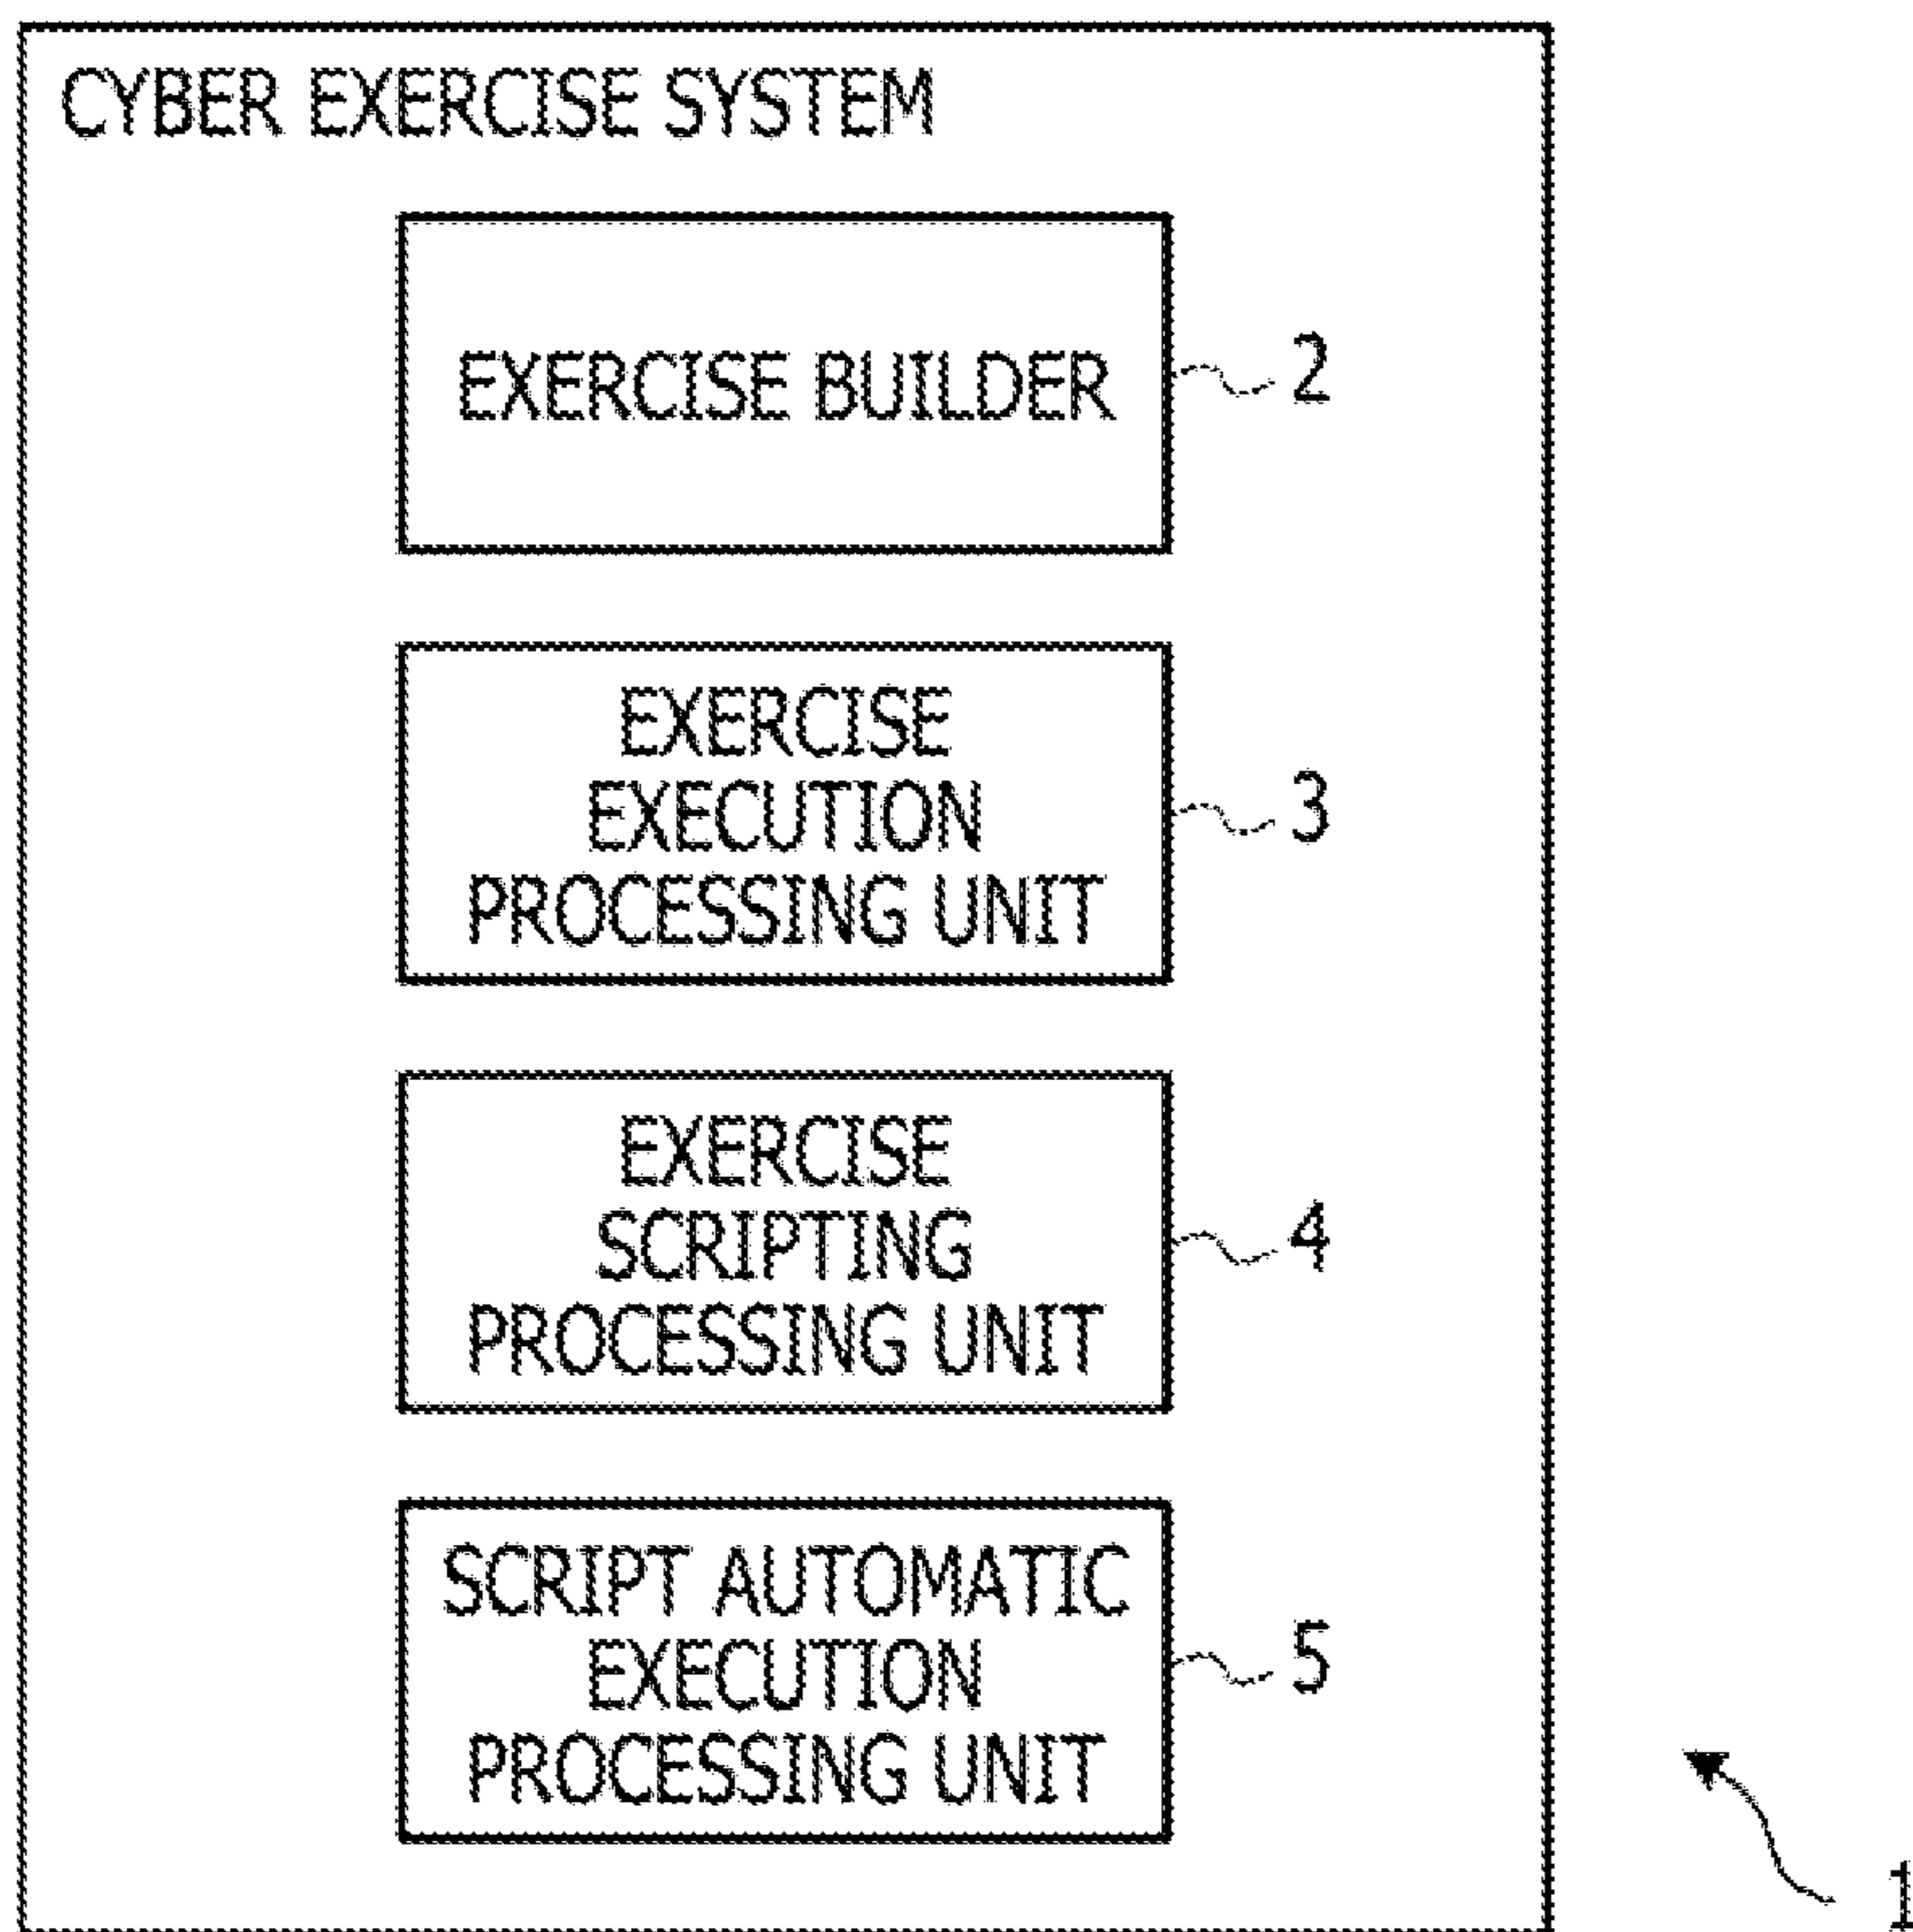 CYBER EXERCISE SYSTEM
EXERCISE BUILDER
2
EXERCISE
EXECUTION
PROCESSING UNIT
3
EXERCISE
SCRIPTING
PROCESSING UNIT
4
SCRIPT AUTOMATIC
EXECUTION
PROCESSING UNIT
5
1